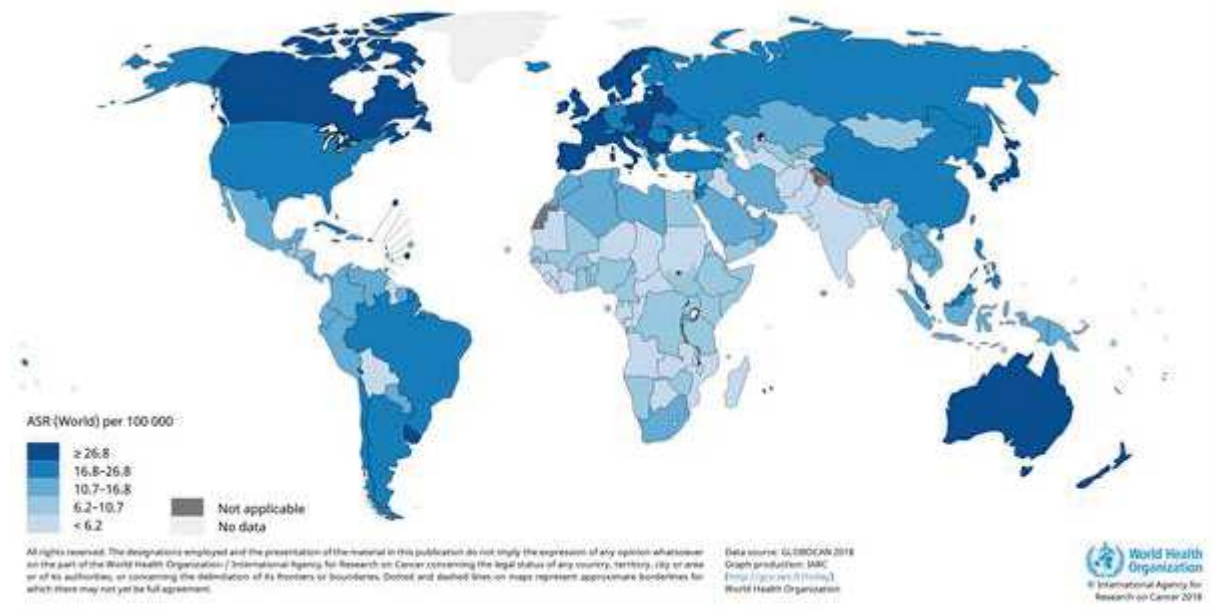 ASR (World) per 100 000
≥ 26.8
16.8–26.8
10.7–16.8
6.2–10.7
< 6.2
Not applicable
No data
All rights reserved. The designations employed and the presentation of the material in this publication do not imply the expression of any opinion whatsoever
on the part of the World Health Organization / International Agency for Research on Cancer concerning the legal status of any country, territory, city or area
or of its authorities, or concerning the delimitation of its frontiers or boundaries. Dotted and dashed lines on maps represent approximate borderlines for
which there may not yet be full agreement.
Data source: GLOBOCAN 2018
Graph production: IARC
(http://gco.iarc.fr/today)
World Health Organization
World Health
Organization
© International Agency for
Research on Cancer 2018